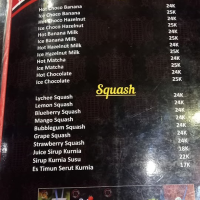 Hot Choco Banana 24K
Ice Choco Banana 25K
Hot Choco Hazelnut 24K
Ice Choco Hazelnut 25K
Hot Banana Milk 24K
Ice Banana Milk 25K
Hot Hazelnut Milk 24K
Ice Hazelnut Milk 25K
Hot Matcha 24K
Ice Matcha 25K
Hot Chocolate 24K
Ice Chocolate 25K
Squash
Lychee Squash 24K
Lemon Squash 24K
Blueberry Squash 24K
Mango Squash 24K
Bubblegum Squash 24K
Grape Squash 24K
Strawberry Squash 24K
Juice Sirup Kurnia 18K
Sirup Kurnia Susu 22K
Es Timun Serut Kurnia 17K